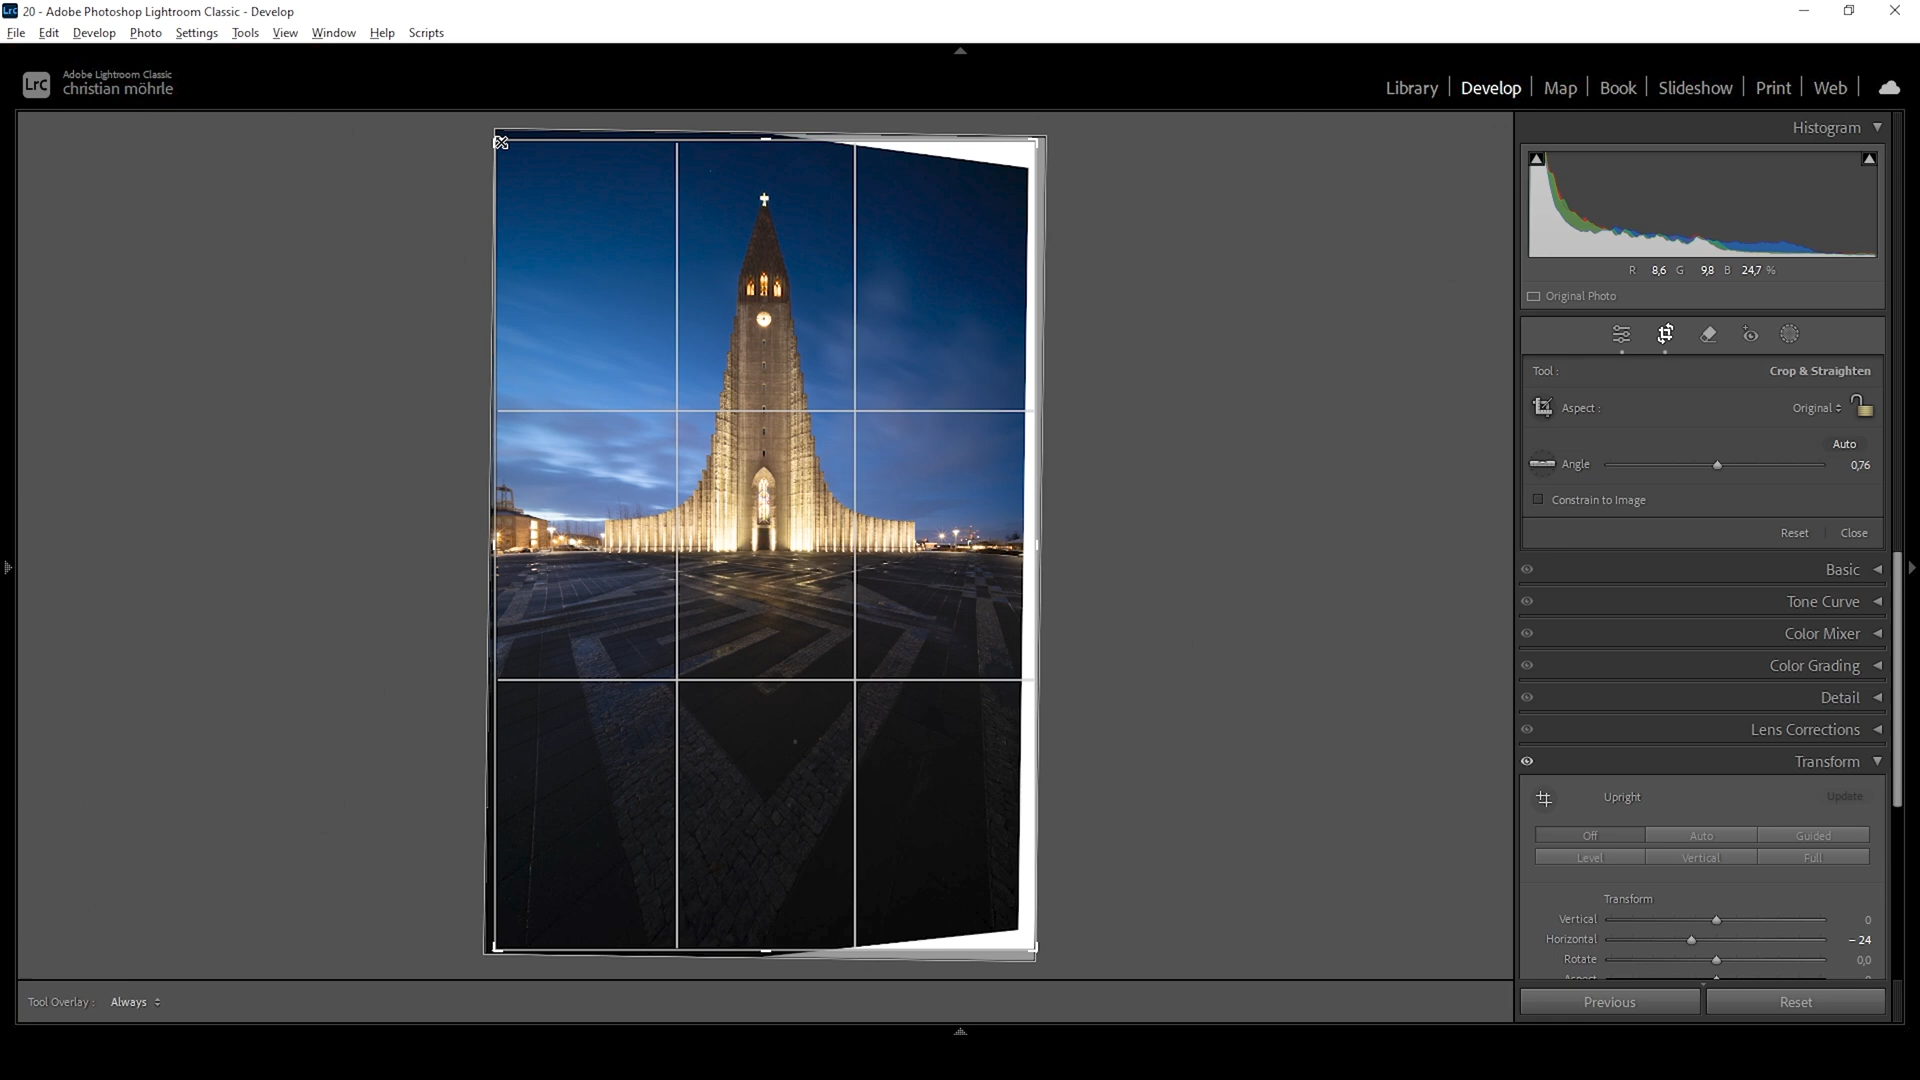 20 - Adobe Photoshop Lightroom Classic - Develop
File Edit Develop Photo Settings Tools View Window Help Scripts
LrC
Adobe Lightroom Classic
christian möhrle
Library | Develop | Map | Book | Slideshow | Print | Web |
Histogram
R 8,6 G 9,8 B 24,7 %
Original Photo
Tool : Crop & Straighten
Aspect : Original
Auto
Angle 0,76
Constrain to Image
Reset Close
Basic
Tone Curve
Color Mixer
Color Grading
Detail
Lens Corrections
Transform
Upright Update
Off Auto Guided
Level Vertical Full
Transform
Vertical 0
Horizontal – 24
Rotate 0,0
Aspect 0
Tool Overlay : Always
Previous Reset